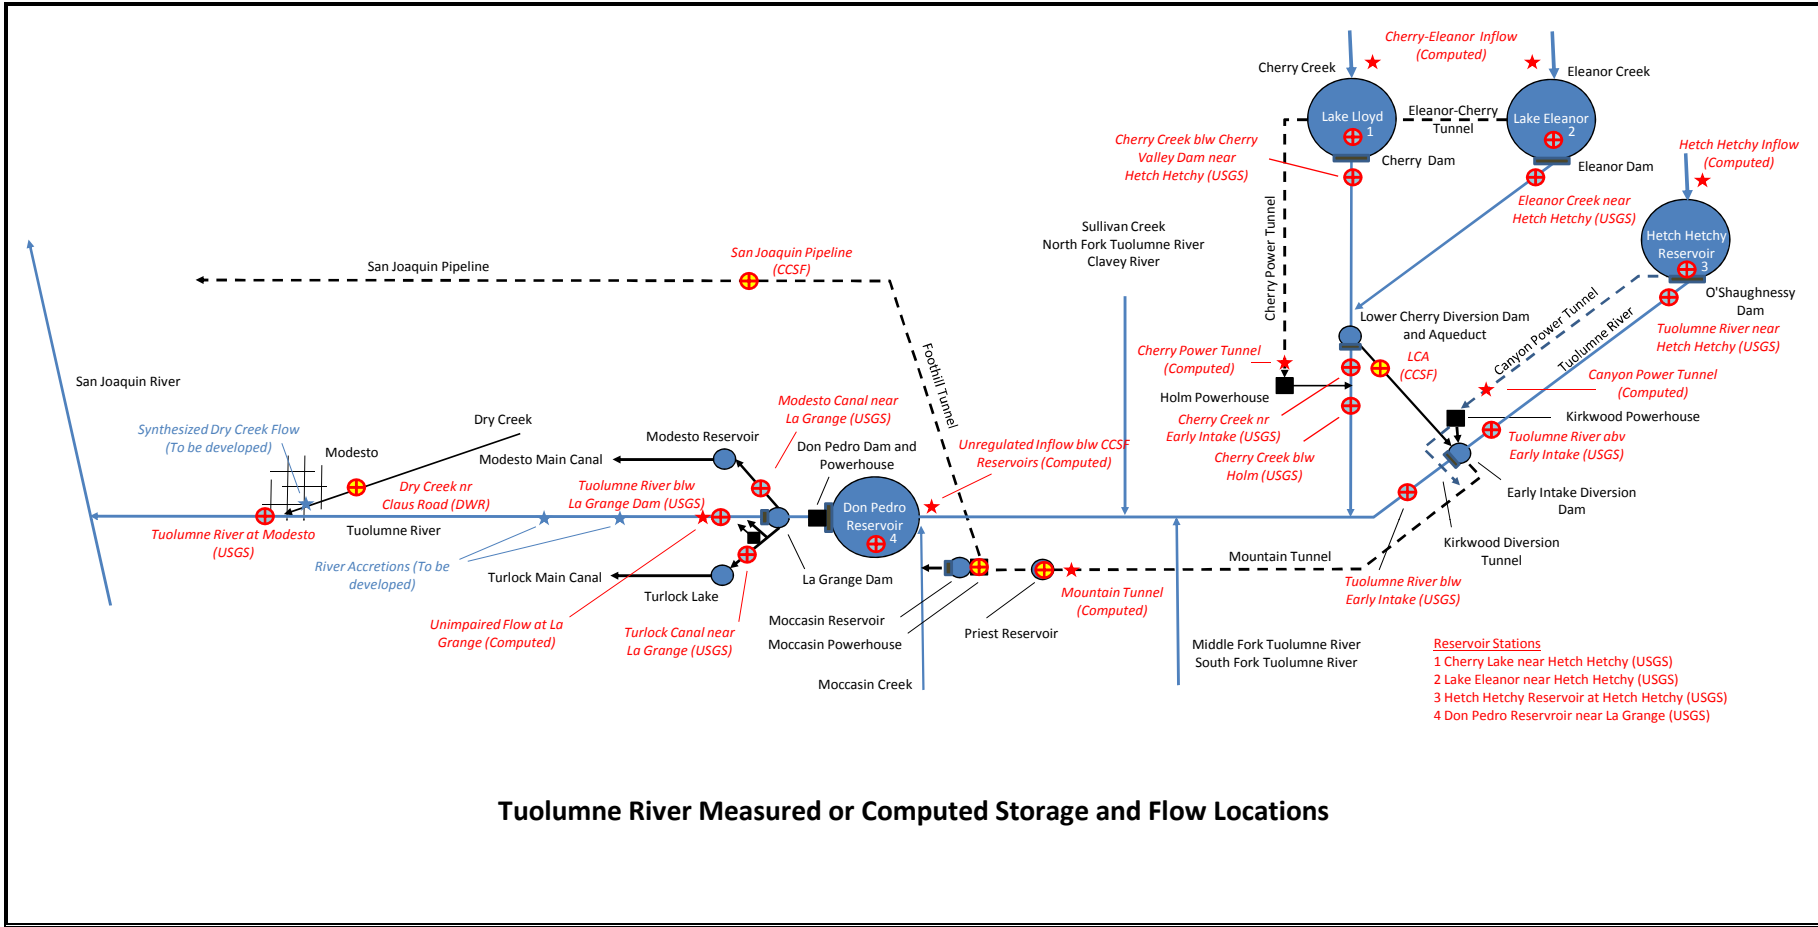 Cherry-Eleanor Inflow
(Computed)
Cherry Creek
Eleanor Creek
Lake Lloyd
1
Eleanor-Cherry
Tunnel
Lake Eleanor
2
Cherry Creek blw Cherry
Valley Dam near
Hetch Hetchy (USGS)
Cherry Dam
Eleanor Dam
Hetch Hetchy Inflow
(Computed)
Eleanor Creek near
Hetch Hetchy (USGS)
Hetch Hetchy
Reservoir
3
O'Shaughnessy
Dam
Tuolumne River near
Hetch Hetchy (USGS)
Cherry Power Tunnel
Sullivan Creek
North Fork Tuolumne River
Clavey River
San Joaquin Pipeline
San Joaquin Pipeline
(CCSF)
Foothill Tunnel
Lower Cherry Diversion Dam
and Aqueduct
Canyon Power Tunnel
Tuolumne River
Cherry Power Tunnel
(Computed)
LCA
(CCSF)
Canyon Power Tunnel
(Computed)
Holm Powerhouse
Kirkwood Powerhouse
Cherry Creek nr
Early Intake (USGS)
Cherry Creek blw
Holm (USGS)
Tuolumne River abv
Early Intake (USGS)
Early Intake Diversion
Dam
Kirkwood Diversion
Tunnel
Tuolumne River blw
Early Intake (USGS)
San Joaquin River
Synthesized Dry Creek Flow
(To be developed)
Dry Creek
Modesto
Modesto Canal near
La Grange (USGS)
Modesto Reservoir
Modesto Main Canal
Don Pedro Dam and
Powerhouse
Unregulated Inflow blw CCSF
Reservoirs (Computed)
Dry Creek nr
Claus Road (DWR)
Tuolumne River blw
La Grange Dam (USGS)
Don Pedro
Reservoir
4
Tuolumne River at Modesto
(USGS)
Tuolumne River
River Accretions (To be
developed)
Turlock Main Canal
Turlock Lake
La Grange Dam
Mountain Tunnel
Mountain Tunnel
(Computed)
Unimpaired Flow at La
Grange (Computed)
Turlock Canal near
La Grange (USGS)
Moccasin Reservoir
Moccasin Powerhouse
Priest Reservoir
Moccasin Creek
Middle Fork Tuolumne River
South Fork Tuolumne River
Reservoir Stations
1 Cherry Lake near Hetch Hetchy (USGS)
2 Lake Eleanor near Hetch Hetchy (USGS)
3 Hetch Hetchy Reservoir at Hetch Hetchy (USGS)
4 Don Pedro Reservroir near La Grange (USGS)
Tuolumne River Measured or Computed Storage and Flow Locations